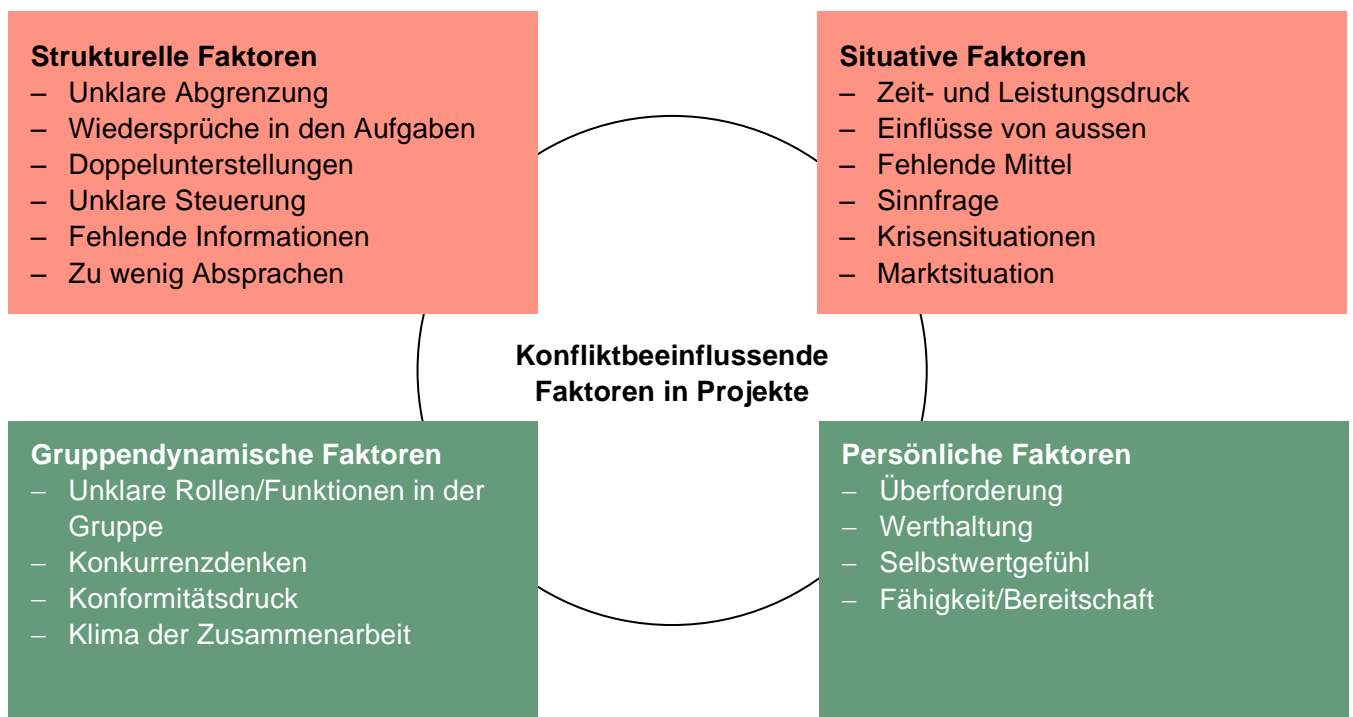 Strukturelle Faktoren
– Unklare Abgrenzung
– Wiedersprüche in den Aufgaben
– Doppelunterstellungen
– Unklare Steuerung
– Fehlende Informationen
– Zu wenig Absprachen
Situative Faktoren
– Zeit- und Leistungsdruck
– Einflüsse von aussen
– Fehlende Mittel
– Sinnfrage
– Krisensituationen
– Marktsituation
Konfliktbeeinflussende
Faktoren in Projekte
Gruppendynamische Faktoren
– Unklare Rollen/Funktionen in der
Gruppe
– Konkurrenzdenken
– Konformitätsdruck
– Klima der Zusammenarbeit
Persönliche Faktoren
– Überforderung
– Werthaltung
– Selbstwertgefühl
– Fähigkeit/Bereitschaft